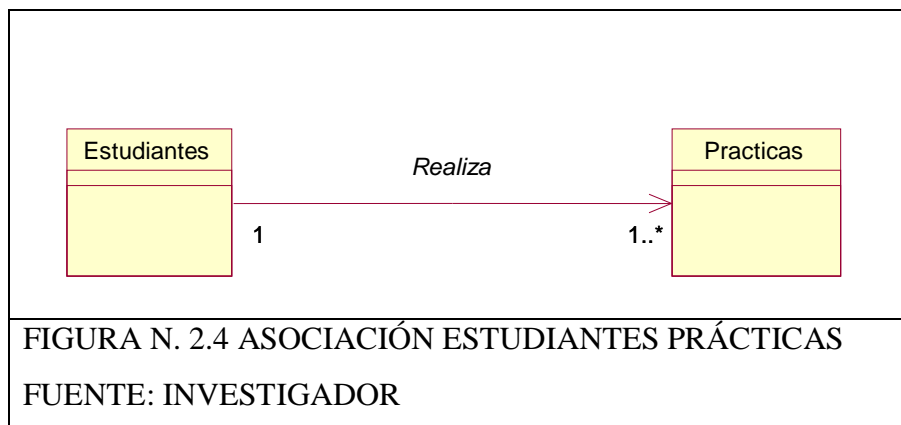 Estudiantes
Realiza
Practicas
1
1..*
FIGURA N. 2.4 ASOCIACIÓN ESTUDIANTES PRÁCTICAS
FUENTE: INVESTIGADOR